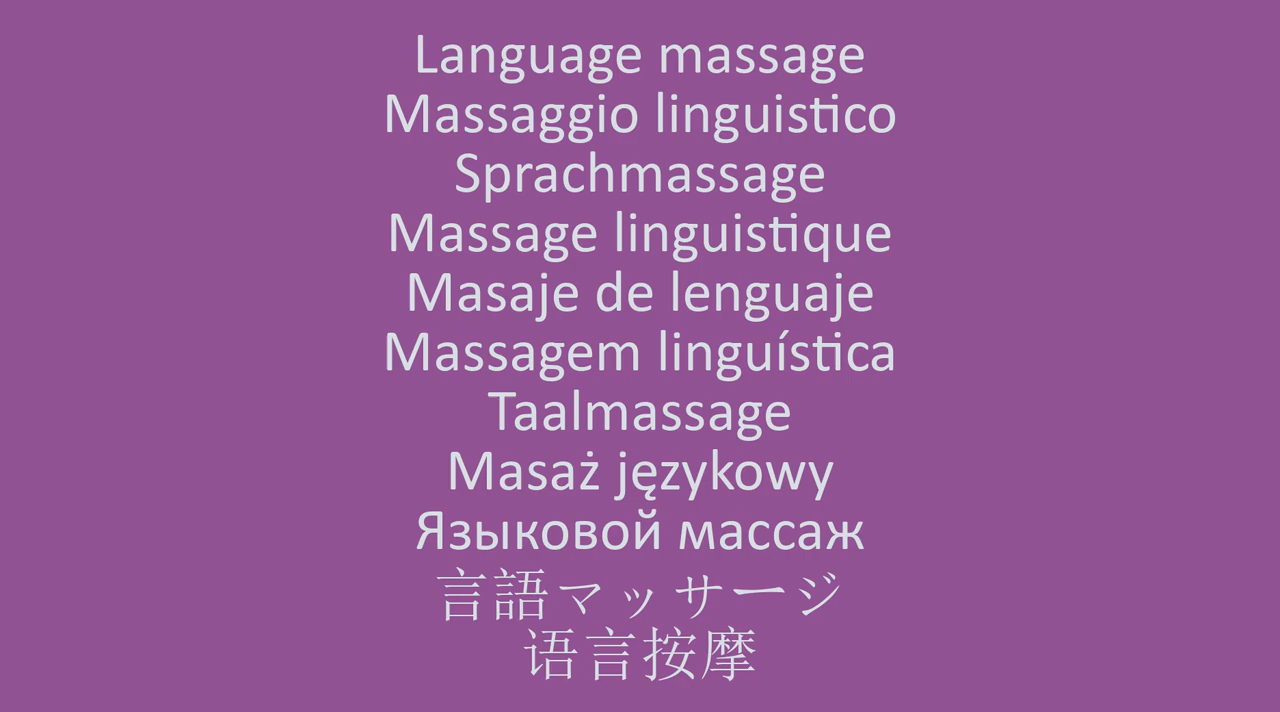 Language massage
Massaggio linguistico
Sprachmassage
Massage linguistique
Masaje de lenguaje
Massagem linguística
Taalmassage
Masaż językowy
Языковой массаж
言語マッサージ
语言按摩